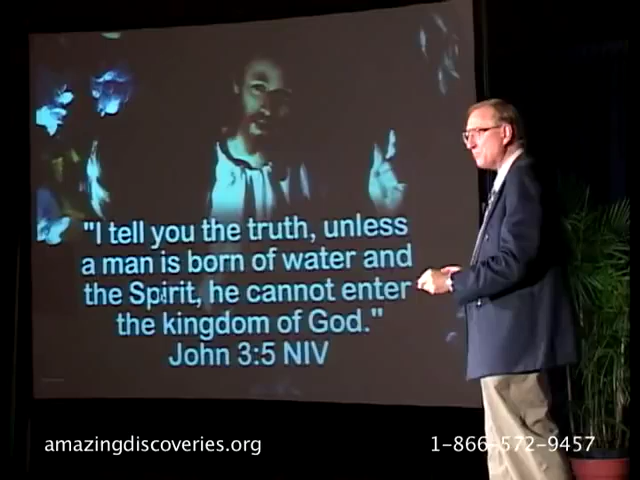 "I tell you the truth, unless
a man is born of water and
the Spirit, he cannot enter
the kingdom of God."
John 3:5 NIV
amazingdiscoveries.org
1-866-572-9457